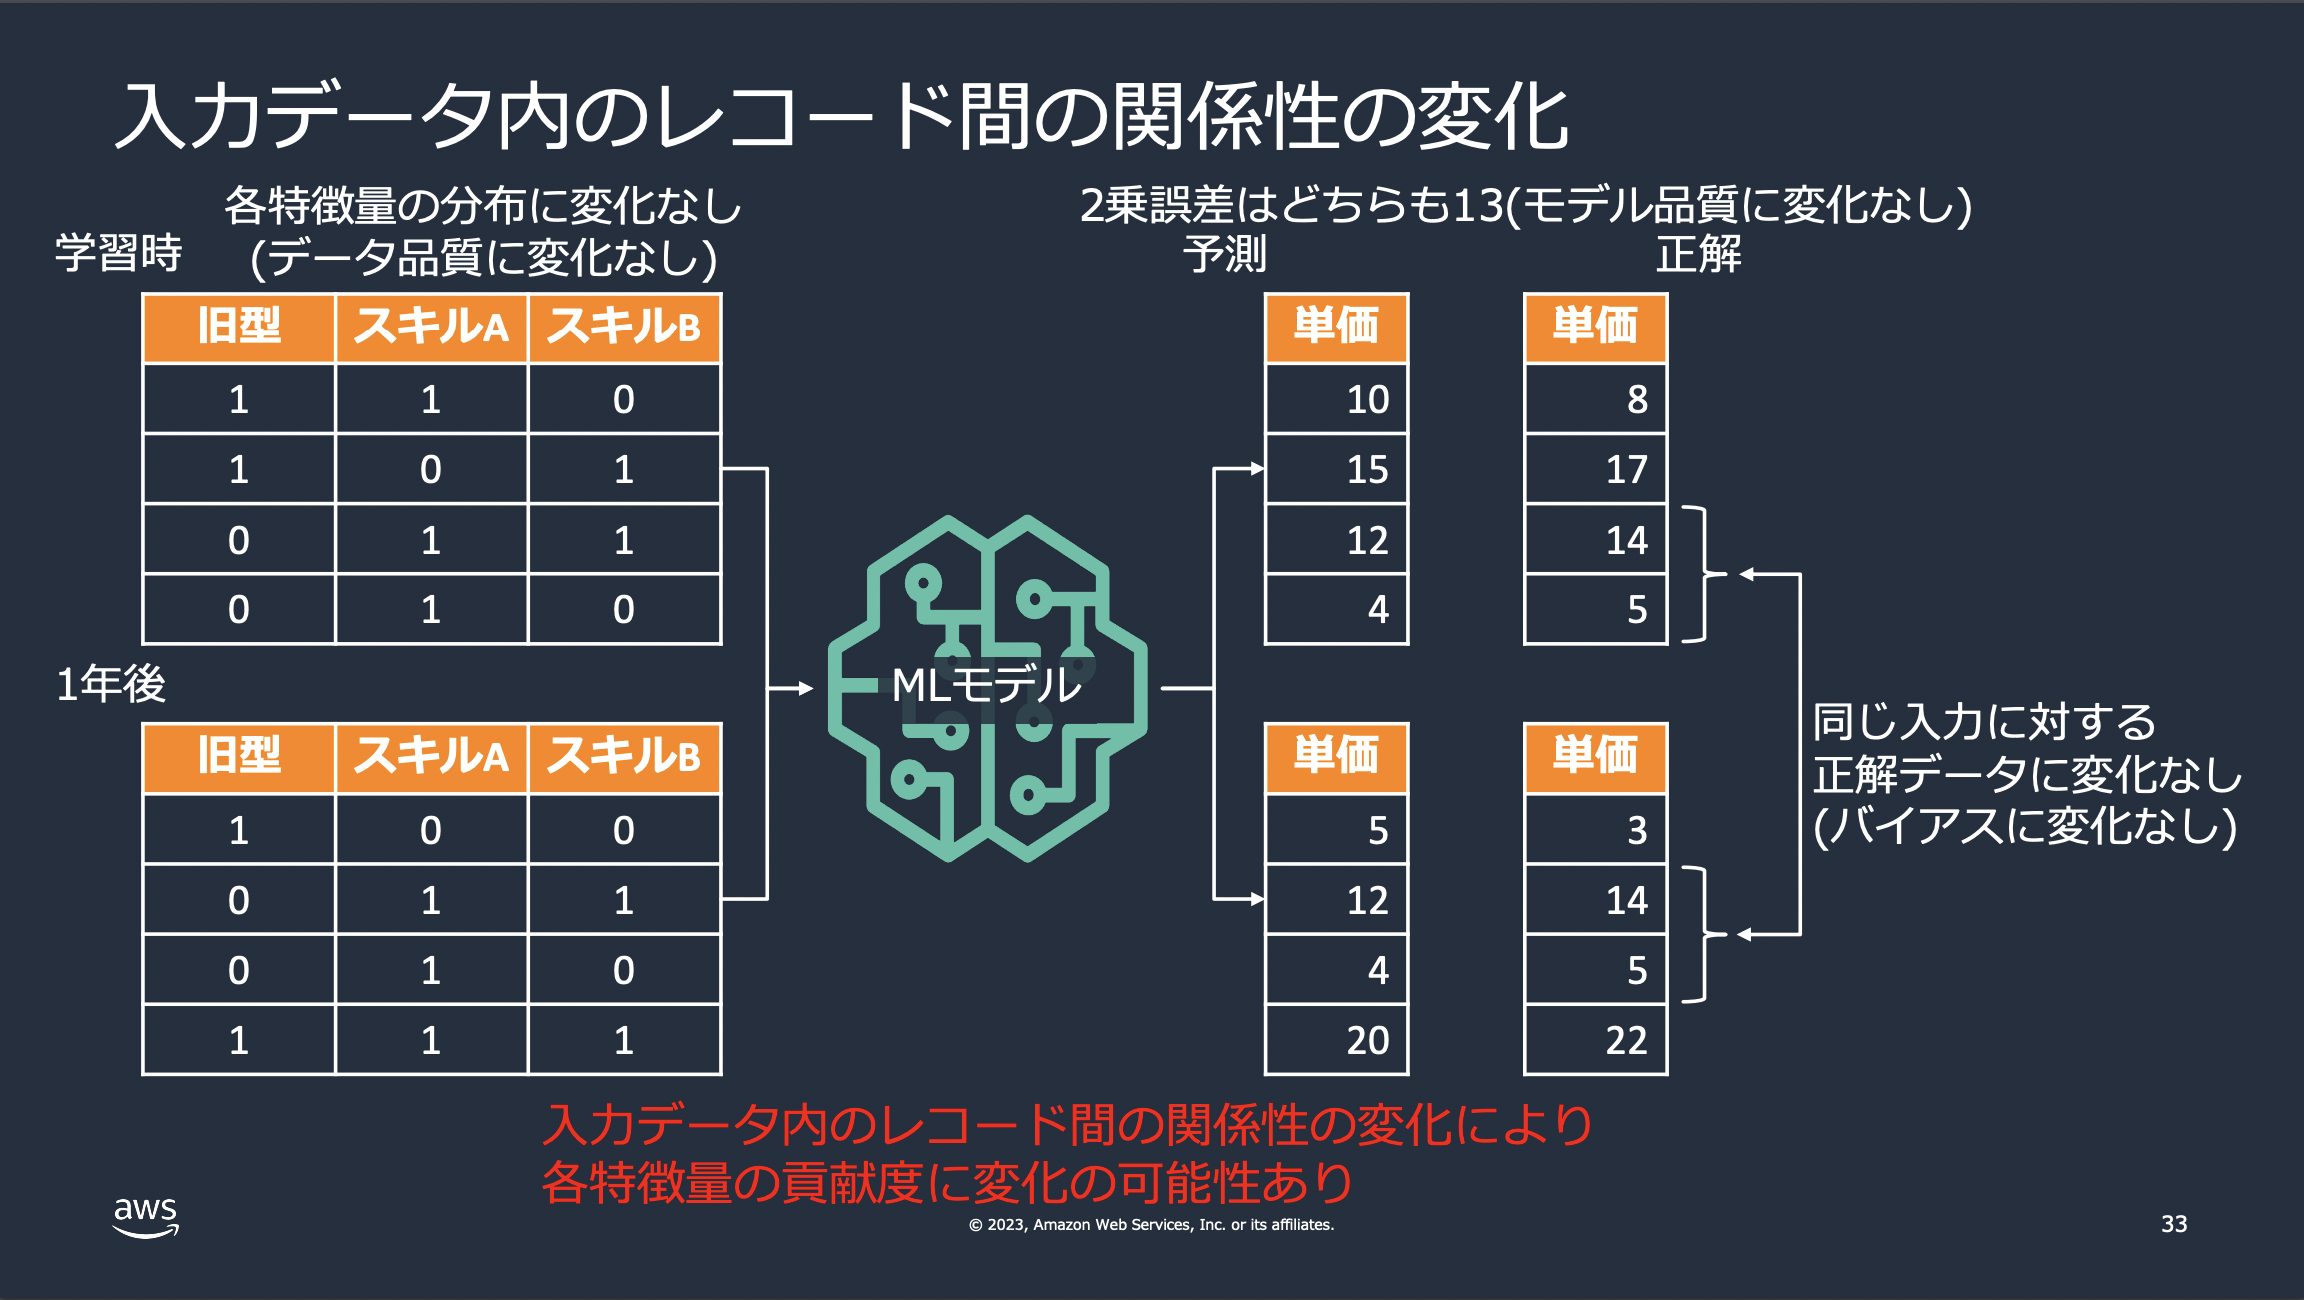 入力データ内のレコード間の関係性の変化
各特徴量の分布に変化なし
(データ品質に変化なし)
学習時
旧型 スキルA スキルB
1 1 0
1 0 1
0 1 1
0 1 0
1年後
旧型 スキルA スキルB
1 0 0
0 1 1
0 1 0
1 1 1
MLモデル
2乗誤差はどちらも13(モデル品質に変化なし)
予測 正解
単価 単価
10 8
15 17
12 14
4 5
単価 単価
5 3
12 14
4 5
20 22
同じ入力に対する
正解データに変化なし
(バイアスに変化なし)
入力データ内のレコード間の関係性の変化により
各特徴量の貢献度に変化の可能性あり
aws
© 2023, Amazon Web Services, Inc. or its affiliates.
33